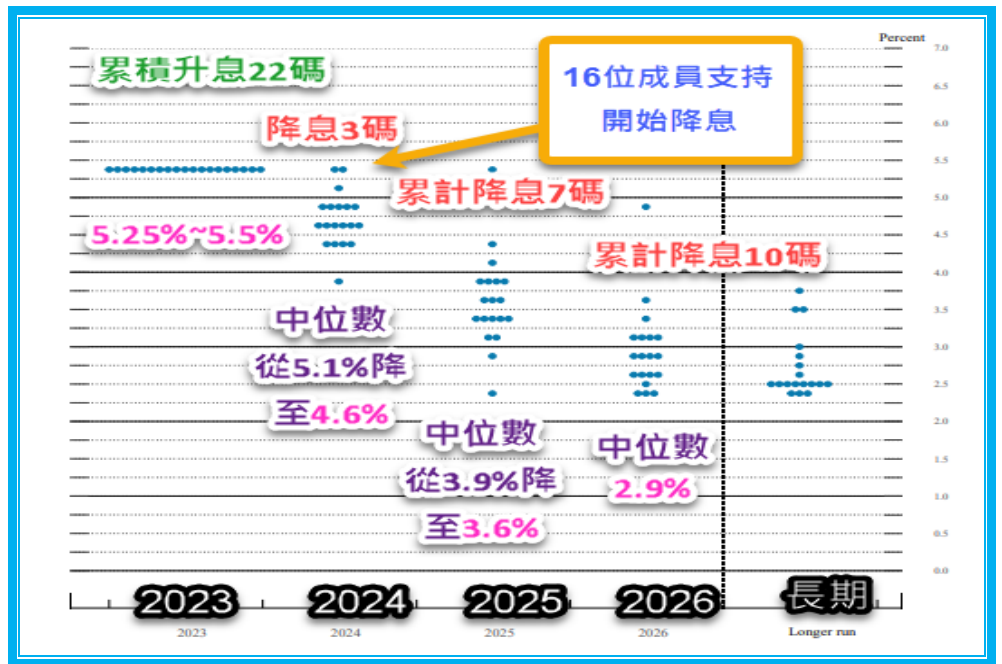 Percent
累積升息22碼
16位成員支持
開始降息
降息3碼
累計降息7碼
5.25%~5.5%
累計降息10碼
中位數
從5.1%降
至4.6%
中位數
從3.9%降
至3.6%
中位數
2.9%
7.0
6.5
6.0
5.5
5.0
4.5
4.0
3.5
3.0
2.5
2.0
1.5
1.0
0.5
0.0
2023 2024 2025 2026 長期
2023 2024 2025 2026 Longer run